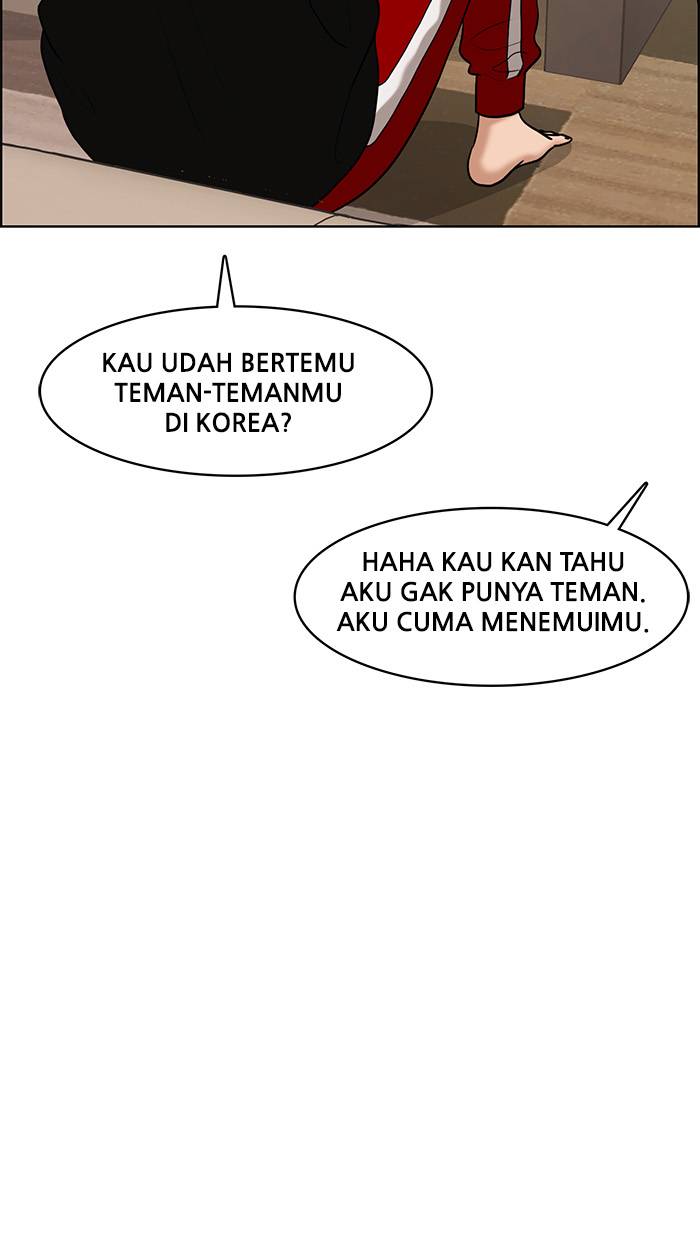 KAU UDAH BERTEMU
TEMAN-TEMANMU
DI KOREA?
HAHA KAU KAN TAHU
AKU GAK PUNYA TEMAN.
AKU CUMA MENEMUIMU.